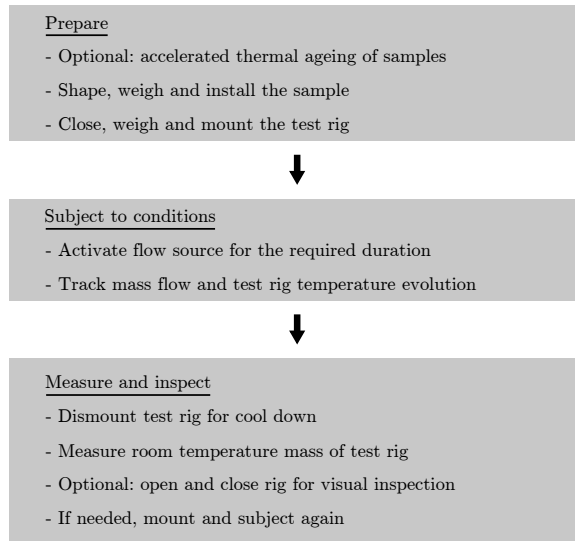 Prepare
- Optional: accelerated thermal ageing of samples
- Shape, weigh and install the sample
- Close, weigh and mount the test rig
Subject to conditions
- Activate flow source for the required duration
- Track mass flow and test rig temperature evolution
Measure and inspect
- Dismount test rig for cool down
- Measure room temperature mass of test rig
- Optional: open and close rig for visual inspection
- If needed, mount and subject again